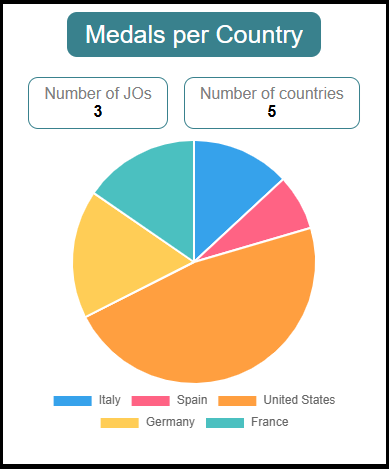 Medals per Country
Number of JOs
3
Number of countries
5
Italy
Spain
United States
Germany
France